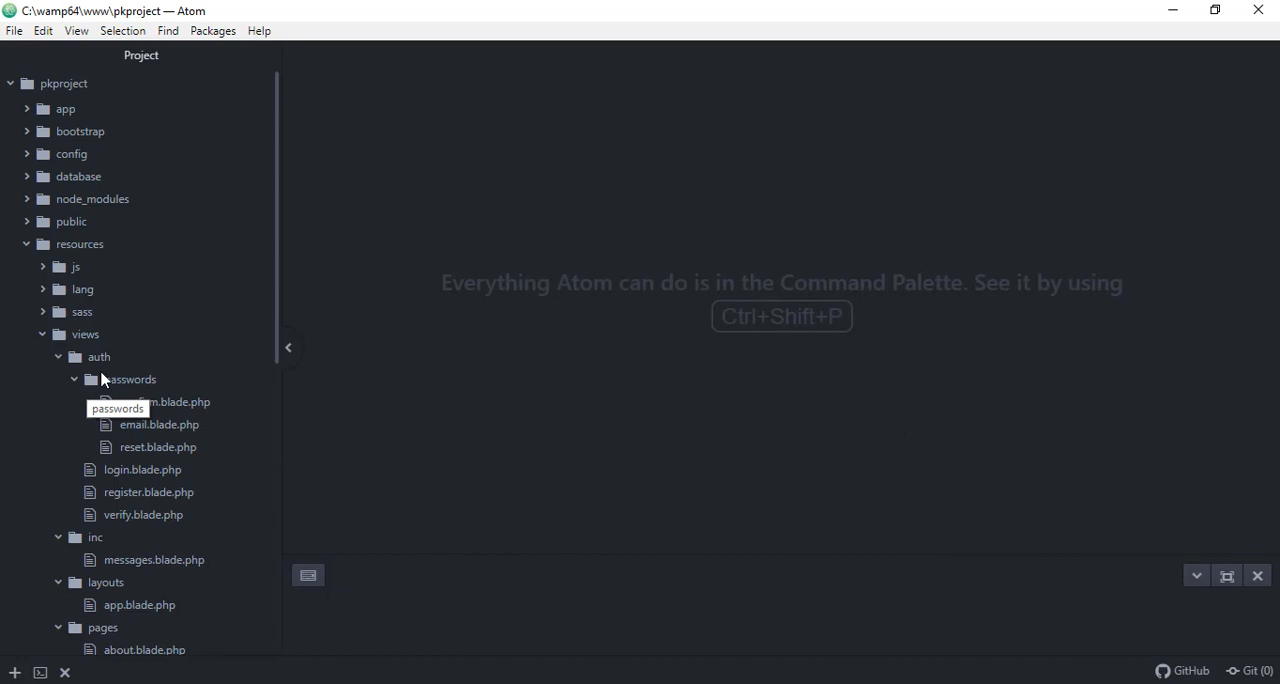 C:\wamp64\www\pkproject — Atom
File Edit View Selection Find Packages Help
Project
pkproject
app
bootstrap
config
database
node_modules
public
resources
js
lang
sass
views
auth
asswords
passwords
m.blade.php
email.blade.php
reset.blade.php
login.blade.php
register.blade.php
verify.blade.php
inc
messages.blade.php
layouts
app.blade.php
pages
about.blade.php
Everything Atom can do is in the Command Palette. See it by using
Ctrl+Shift+P
GitHub Git (0)